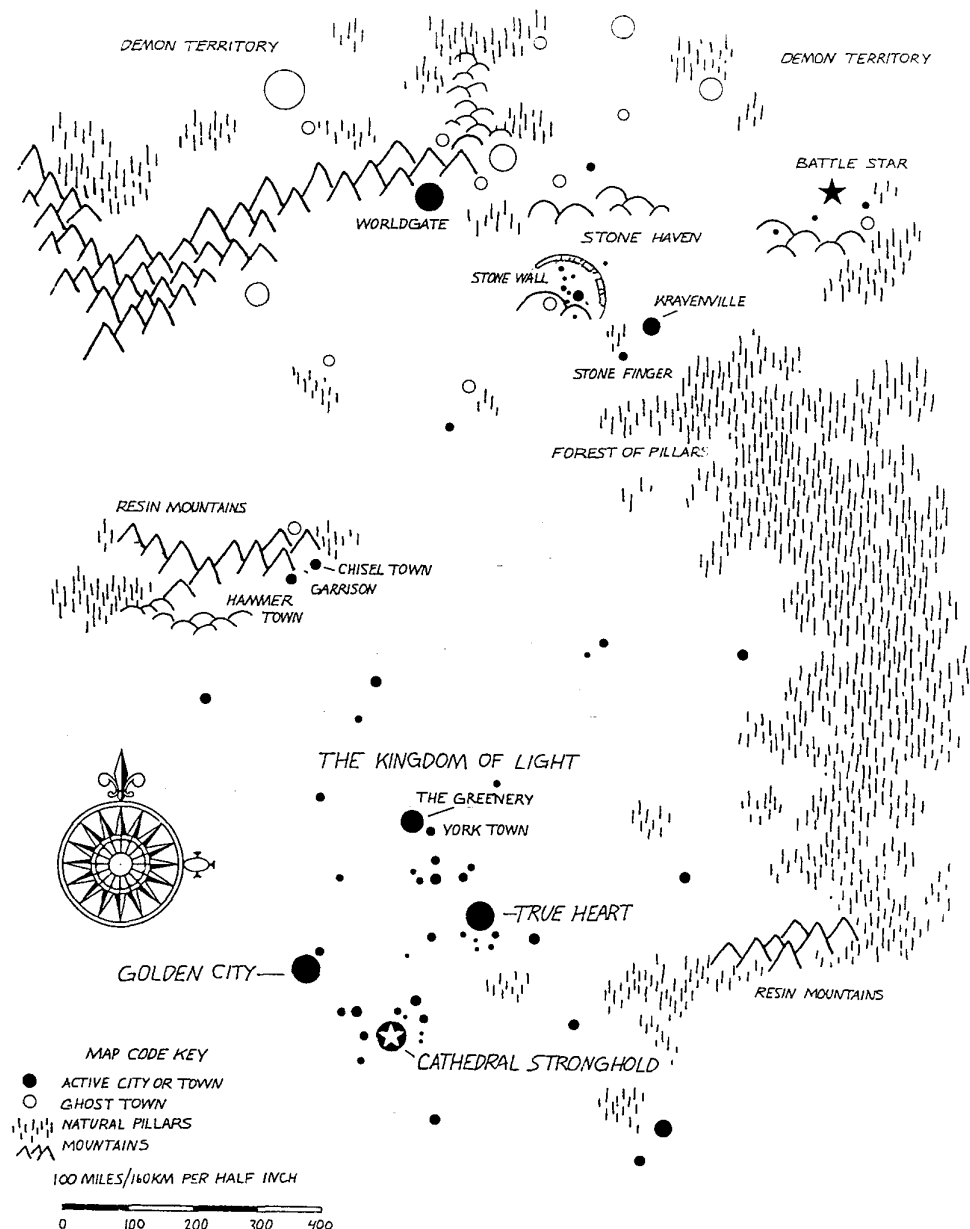 DEMON TERRITORY
DEMON TERRITORY
BATTLE STAR
WORLDGATE
STONE HAVEN
STONE WALL
KRAVENVILLE
STONE FINGER
FOREST OF PILLARS
RESIN MOUNTAINS
CHISEL TOWN
GARRISON
HAMMER
TOWN
THE KINGDOM OF LIGHT
THE GREENERY
YORK TOWN
TRUE HEART
GOLDEN CITY
RESIN MOUNTAINS
CATHEDRAL STRONGHOLD
MAP CODE KEY
ACTIVE CITY OR TOWN
GHOST TOWN
NATURAL PILLARS
MOUNTAINS
100 MILES/160KM PER HALF INCH
0 100 200 300 400